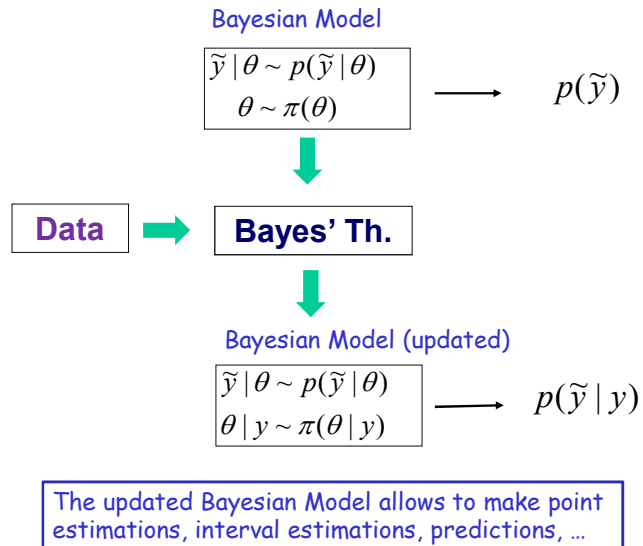 Bayesian Model
ỹ | θ ~ p(ỹ | θ)
θ ~ π(θ)
p(ỹ)
Data
Bayes’ Th.
Bayesian Model (updated)
ỹ | θ ~ p(ỹ | θ)
θ | y ~ π(θ | y)
p(ỹ | y)
The updated Bayesian Model allows to make point
estimations, interval estimations, predictions, …